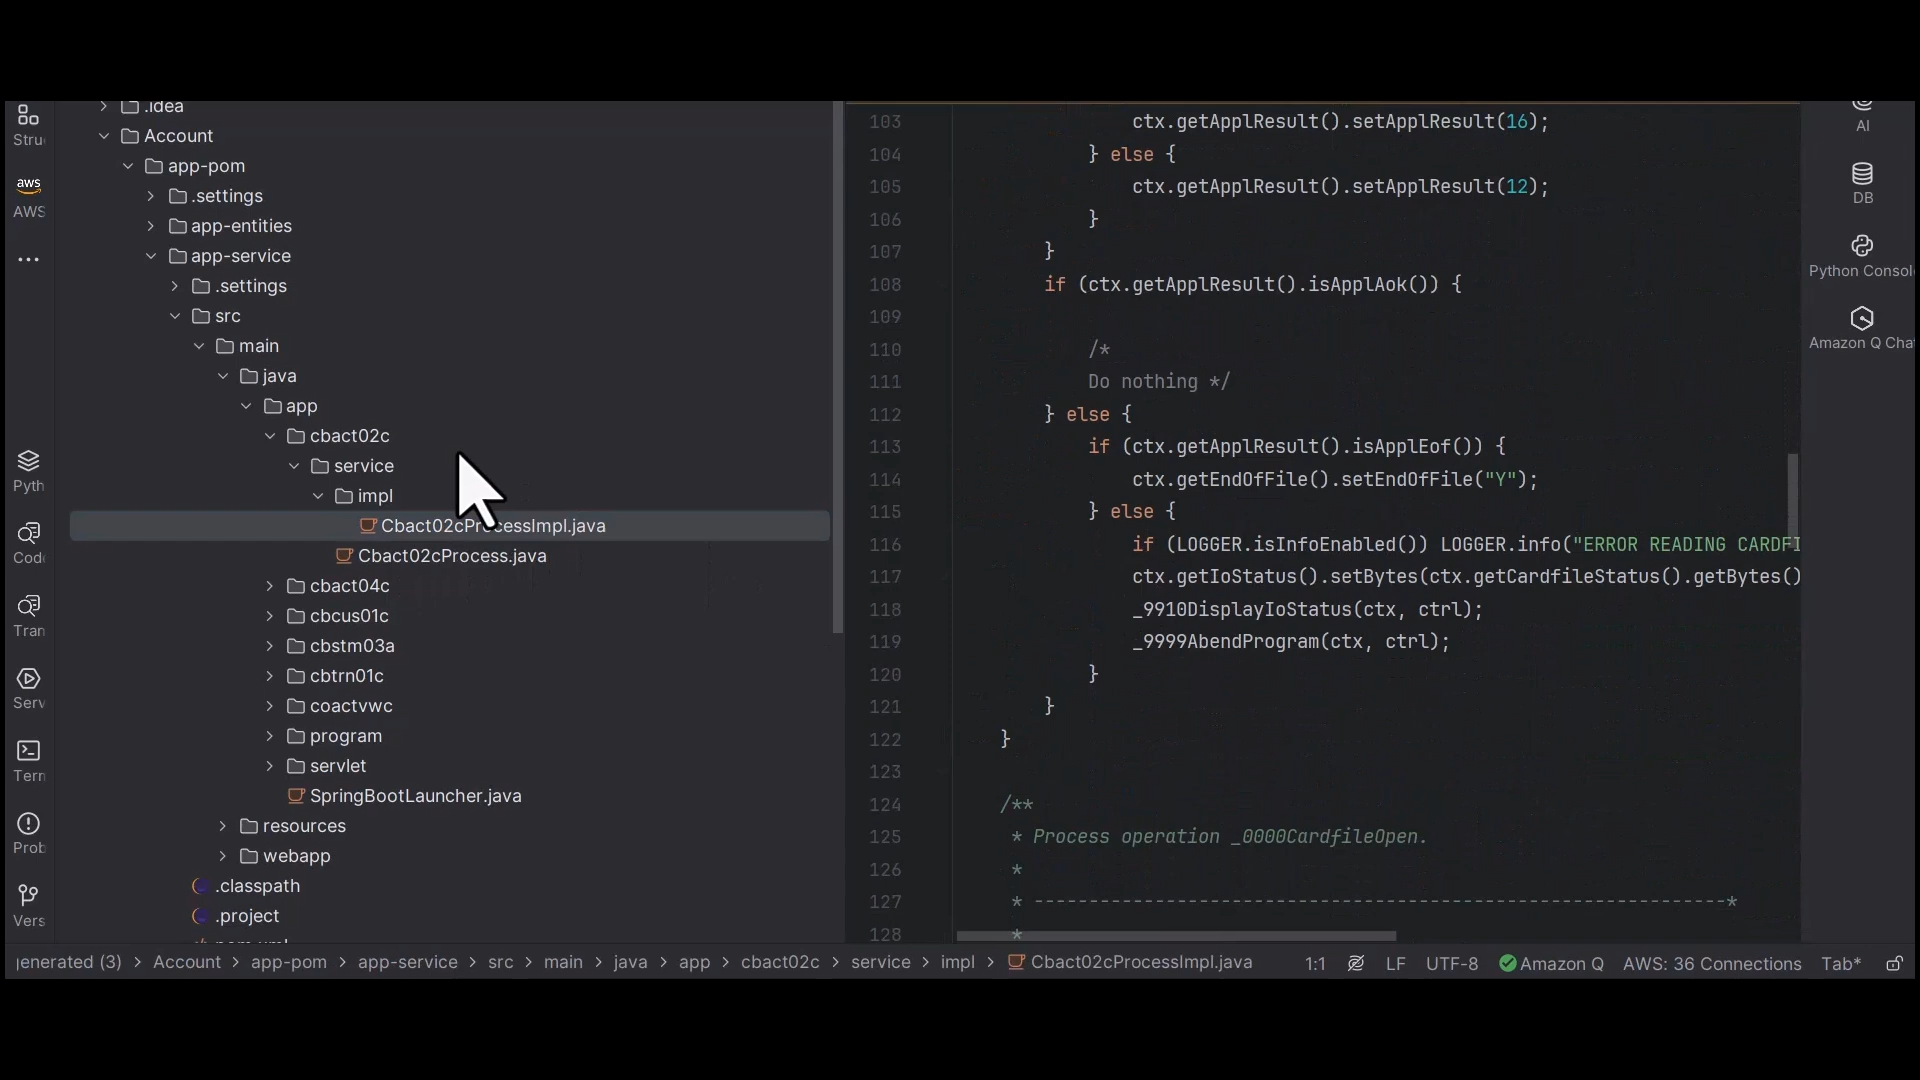 .idea
Account
app-pom
.settings
app-entities
app-service
.settings
src
main
java
app
cbact02c
service
impl
Cbact02cProcessImpl.java
Cbact02cProcess.java
cbact04c
cbcus01c
cbstm03a
cbtrn01c
coactvwc
program
servlet
SpringBootLauncher.java
resources
webapp
.classpath
.project
Stru
aws
AWS
Pyth
Code
Tran
Serv
Term
Prob
Vers
103 ctx.getApplResult().setApplResult(16);
104 } else {
105 ctx.getApplResult().setApplResult(12);
106 }
107 }
108 if (ctx.getApplResult().isApplAok()) {
109
110 /*
111 Do nothing */
112 } else {
113 if (ctx.getApplResult().isApplEof()) {
114 ctx.getEndOfFile().setEndOfFile("Y");
115 } else {
116 if (LOGGER.isInfoEnabled()) LOGGER.info("ERROR READING CARDFI
117 ctx.getIoStatus().setBytes(ctx.getCardfileStatus().getBytes()
118 _9910DisplayIoStatus(ctx, ctrl);
119 _9999AbendProgram(ctx, ctrl);
120 }
121 }
122 }
123
124 /**
125 * Process operation _0000CardfileOpen.
126 *
127 * ---------------------------------------------------------------*
128 *
AI
DB
Python Consol
Amazon Q Cha
generated (3) > Account > app-pom > app-service > src > main > java > app > cbact02c > service > impl > Cbact02cProcessImpl.java
1:1 LF UTF-8 Amazon Q AWS: 36 Connections Tab*